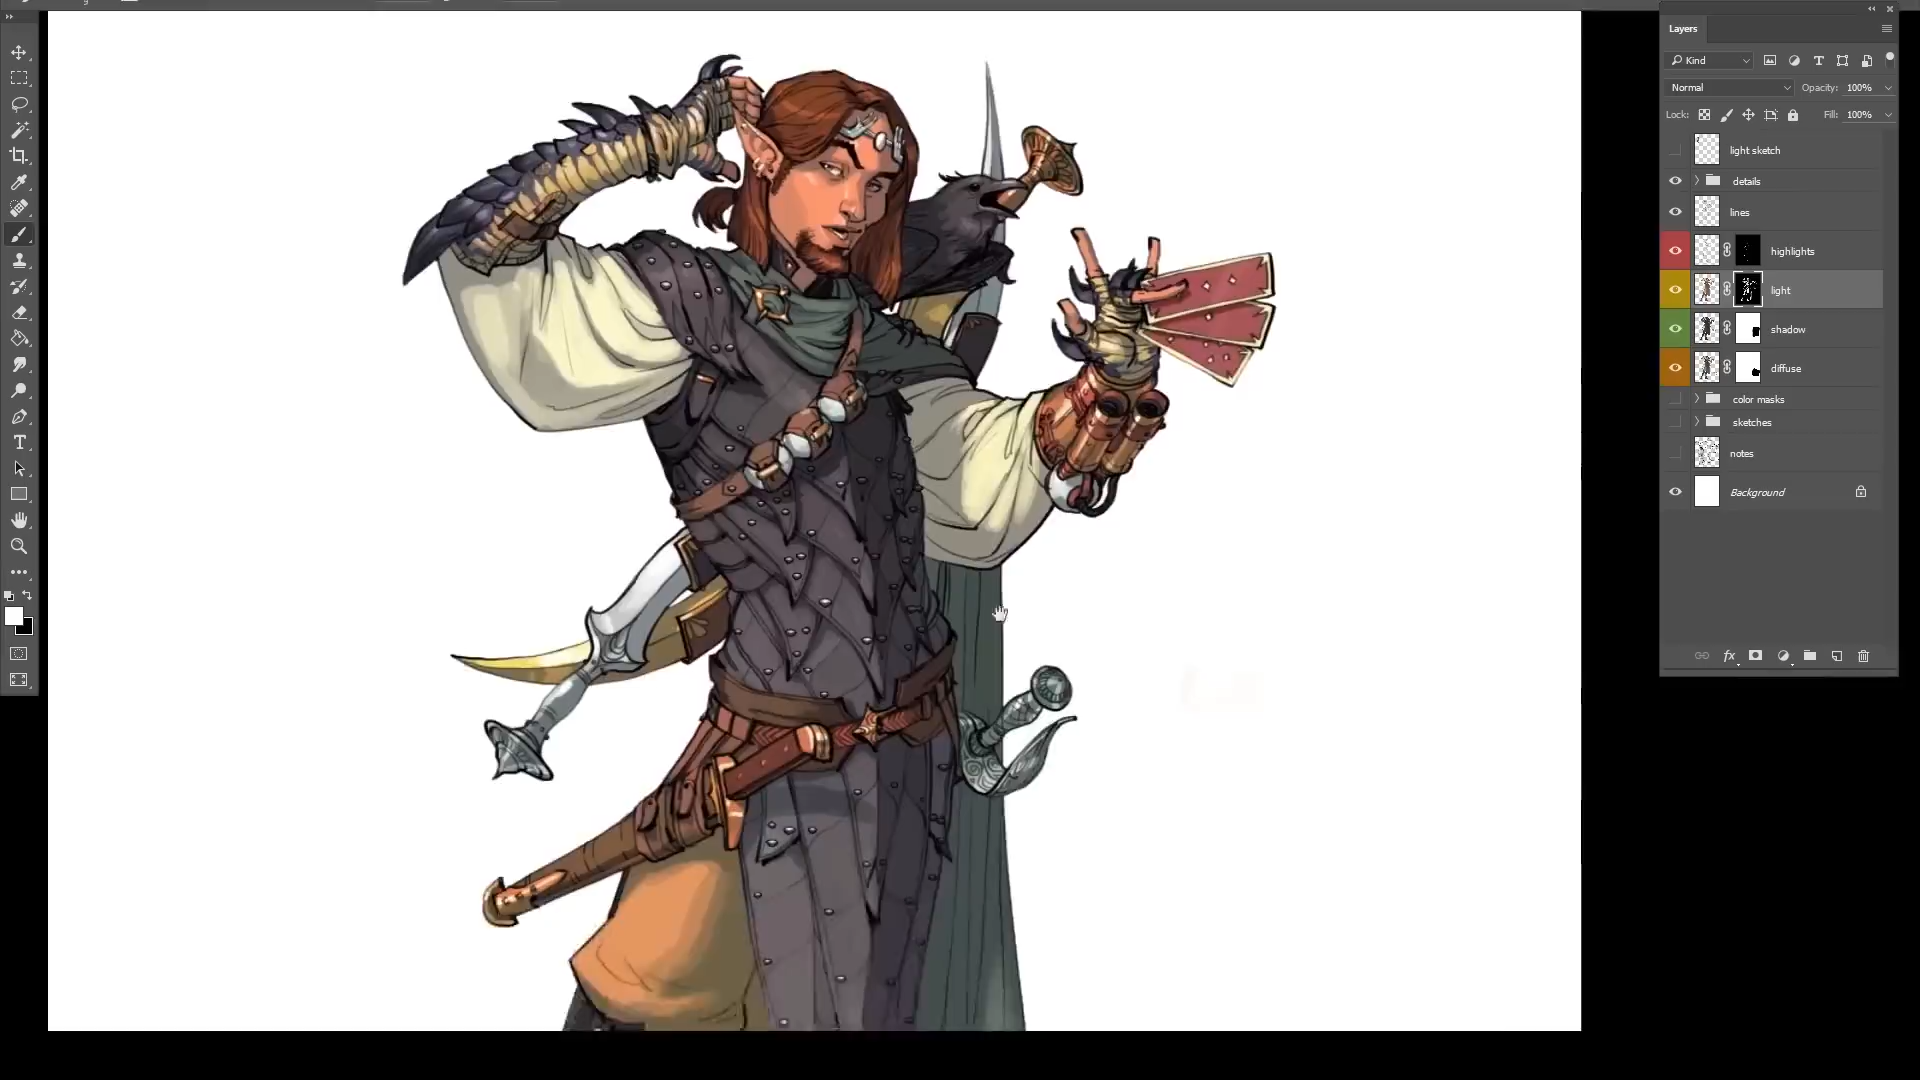 Layers
Kind
Normal Opacity: 100%
Lock: Fill: 100%
light sketch
details
lines
highlights
light
shadow
diffuse
color masks
sketches
notes
Background
fx